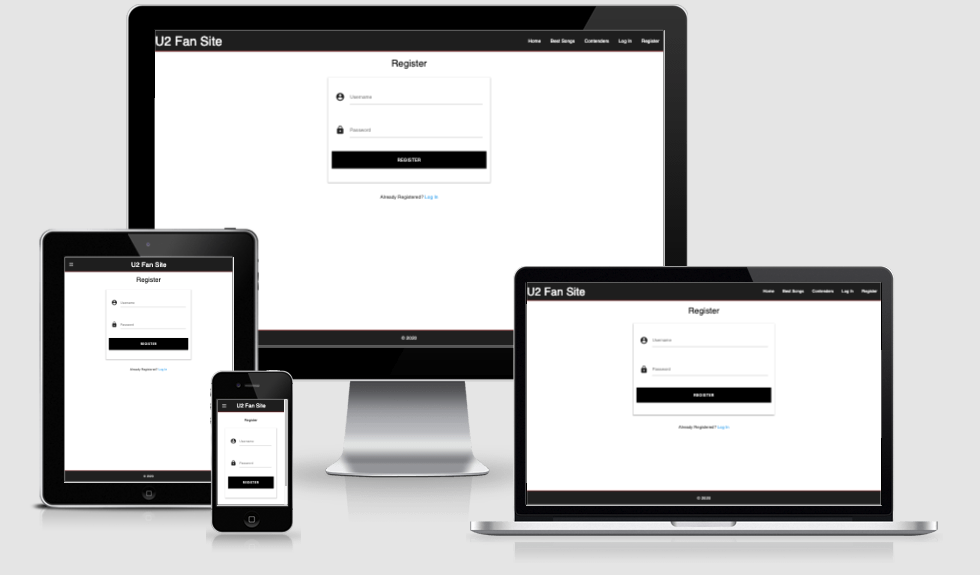 U2 Fan Site Home Best Songs Contenders Log In Register
Register
Username
Password
REGISTER
Already Registered? Log In
© 2020
U2 Fan Site
Register
Username
Password
REGISTER
Already Registered? Log In
© 2020
U2 Fan Site
Register
Username
Password
REGISTER
U2 Fan Site Home Best Songs Contenders Log In Register
Register
Username
Password
REGISTER
Already Registered? Log In
© 2020